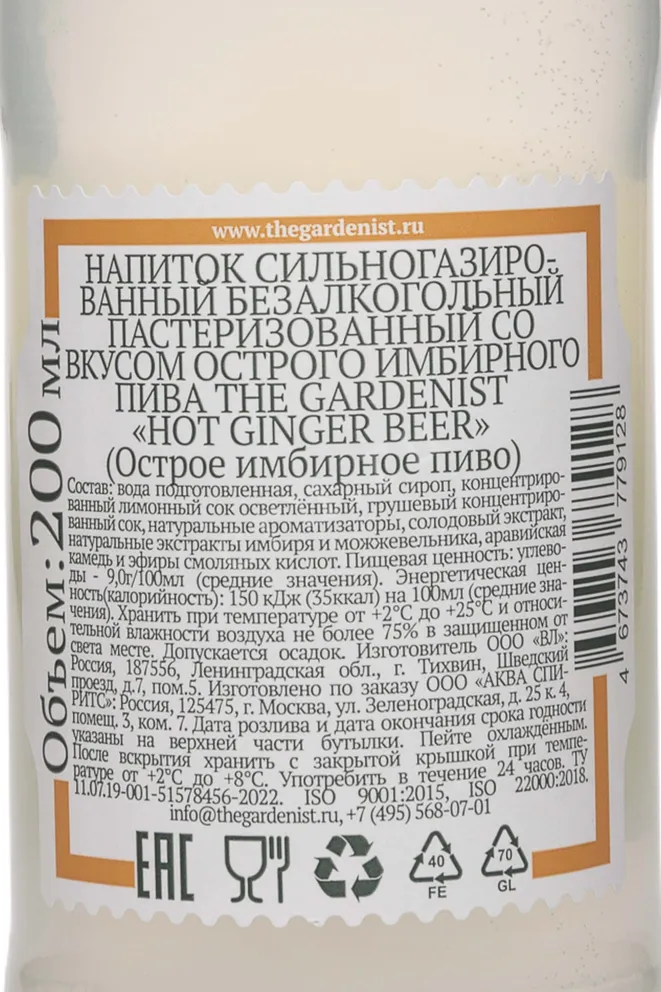 www.thegardenist.ru
НАПИТОК СИЛЬНОГАЗИРО-
ВАННЫЙ БЕЗАЛКОГОЛЬНЫЙ
ПАСТЕРИЗОВАННЫЙ СО
ВКУСОМ ОСТРОГО ИМБИРНОГО
ПИВА THE GARDENIST
«HOT GINGER BEER»
(Острое имбирное пиво)
Состав: вода подготовленная, сахарный сироп, концентриро-
ванный лимонный сок осветлённый, грушевый концентриро-
ванный сок, натуральные ароматизаторы, солодовый экстракт,
натуральные экстракты имбиря и можжевельника, аравийская
камедь и эфиры смоляных кислот. Пищевая ценность: углево-
ды - 9,0г/100мл (средние значения). Энергетическая цен-
ность(калорийность): 150 кДж (35ккал) на 100мл (средние зна-
чения). Хранить при температуре от +2°С до +25°С и относи-
тельной влажности воздуха не более 75% в защищенном от
света месте. Допускается осадок. Изготовитель ООО «ВЛ»:
Россия, 187556, Ленинградская обл., г. Тихвин, Шведский
проезд, д.7, пом.5. Изготовлено по заказу ООО «АКВА СПИ-
РИТС»: Россия, 125475, г. Москва, ул. Зеленоградская, д. 25 к. 4,
помещ. 3, ком. 7. Дата розлива и дата окончания срока годности
указаны на верхней части бутылки. Пейте охлаждённым.
После вскрытия хранить с закрытой крышкой при темпе-
ратуре от +2°С до +8°С. Употребить в течение 24 часов. ТУ
11.07.19-001-51578456-2022. ISO 9001:2015, ISO 22000:2018.
info@thegardenist.ru, +7 (495) 568-07-01
Объем: 200 мл
4 673743 779128
EAC
40
FE
70
GL